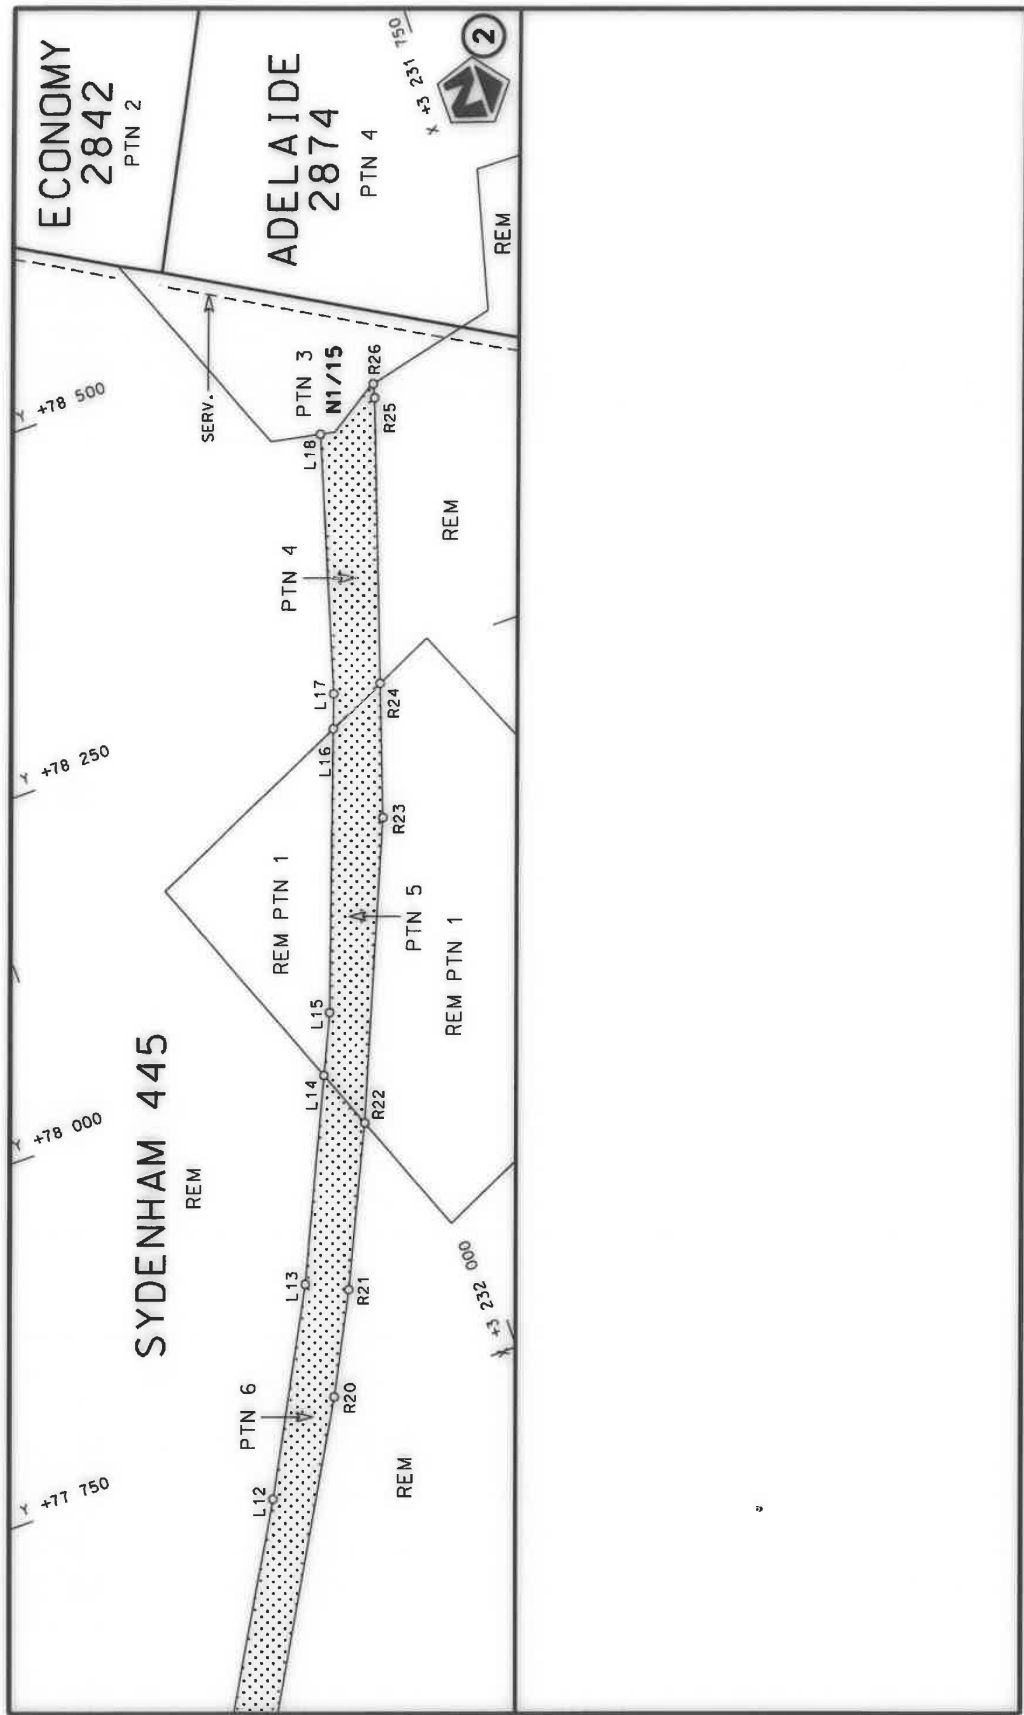 ECONOMY
2842
PTN 2
ADELAIDE
2874
PTN 4
X +3 231 750
2
N
REM
SERV.
Y +78 500
PTN 3
N1/15
R26
R25
L18
REM
PTN 4
L17
L16
R24
Y +78 250
R23
REM PTN 1
PTN 5
REM PTN 1
L15
L14
R22
SYDENHAM 445
REM
Y +78 000
L13
R21
X +3 232 000
R20
PTN 6
REM
L12
Y +77 750